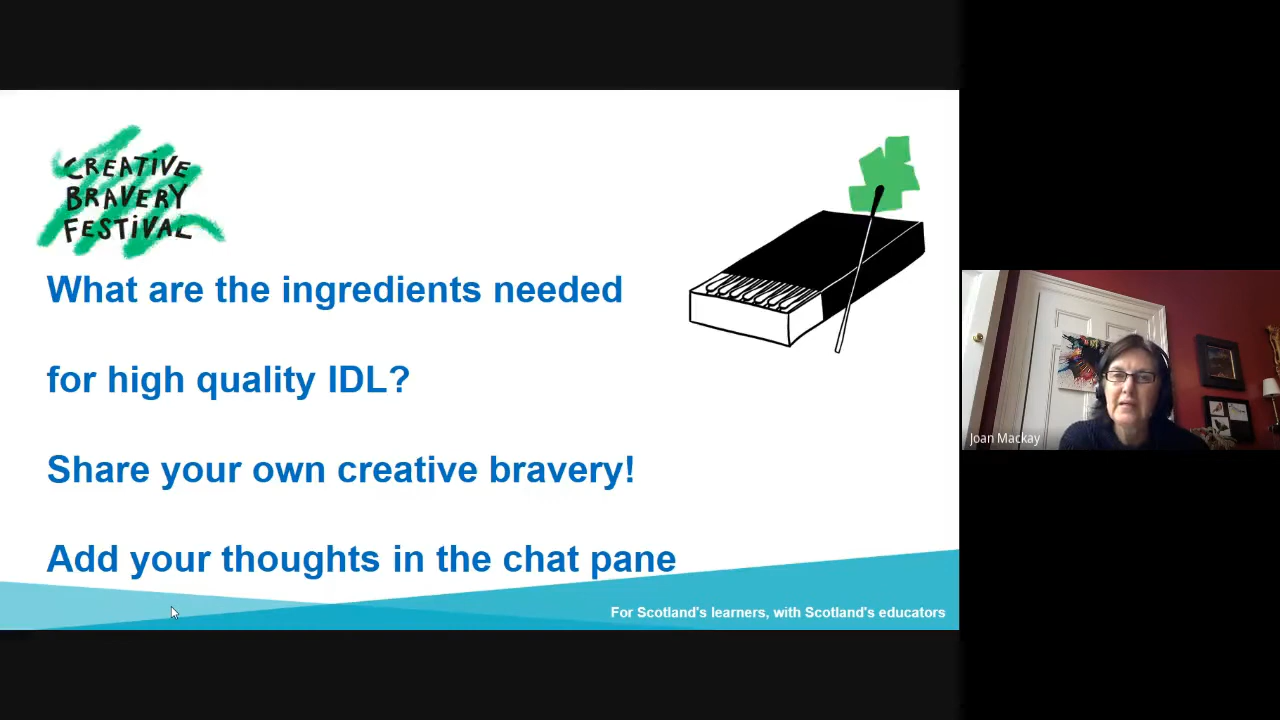 CREATIVE
BRAVERY
FESTIVAL
What are the ingredients needed
for high quality IDL?
Share your own creative bravery!
Add your thoughts in the chat pane
For Scotland's learners, with Scotland's educators
Joan Mackay